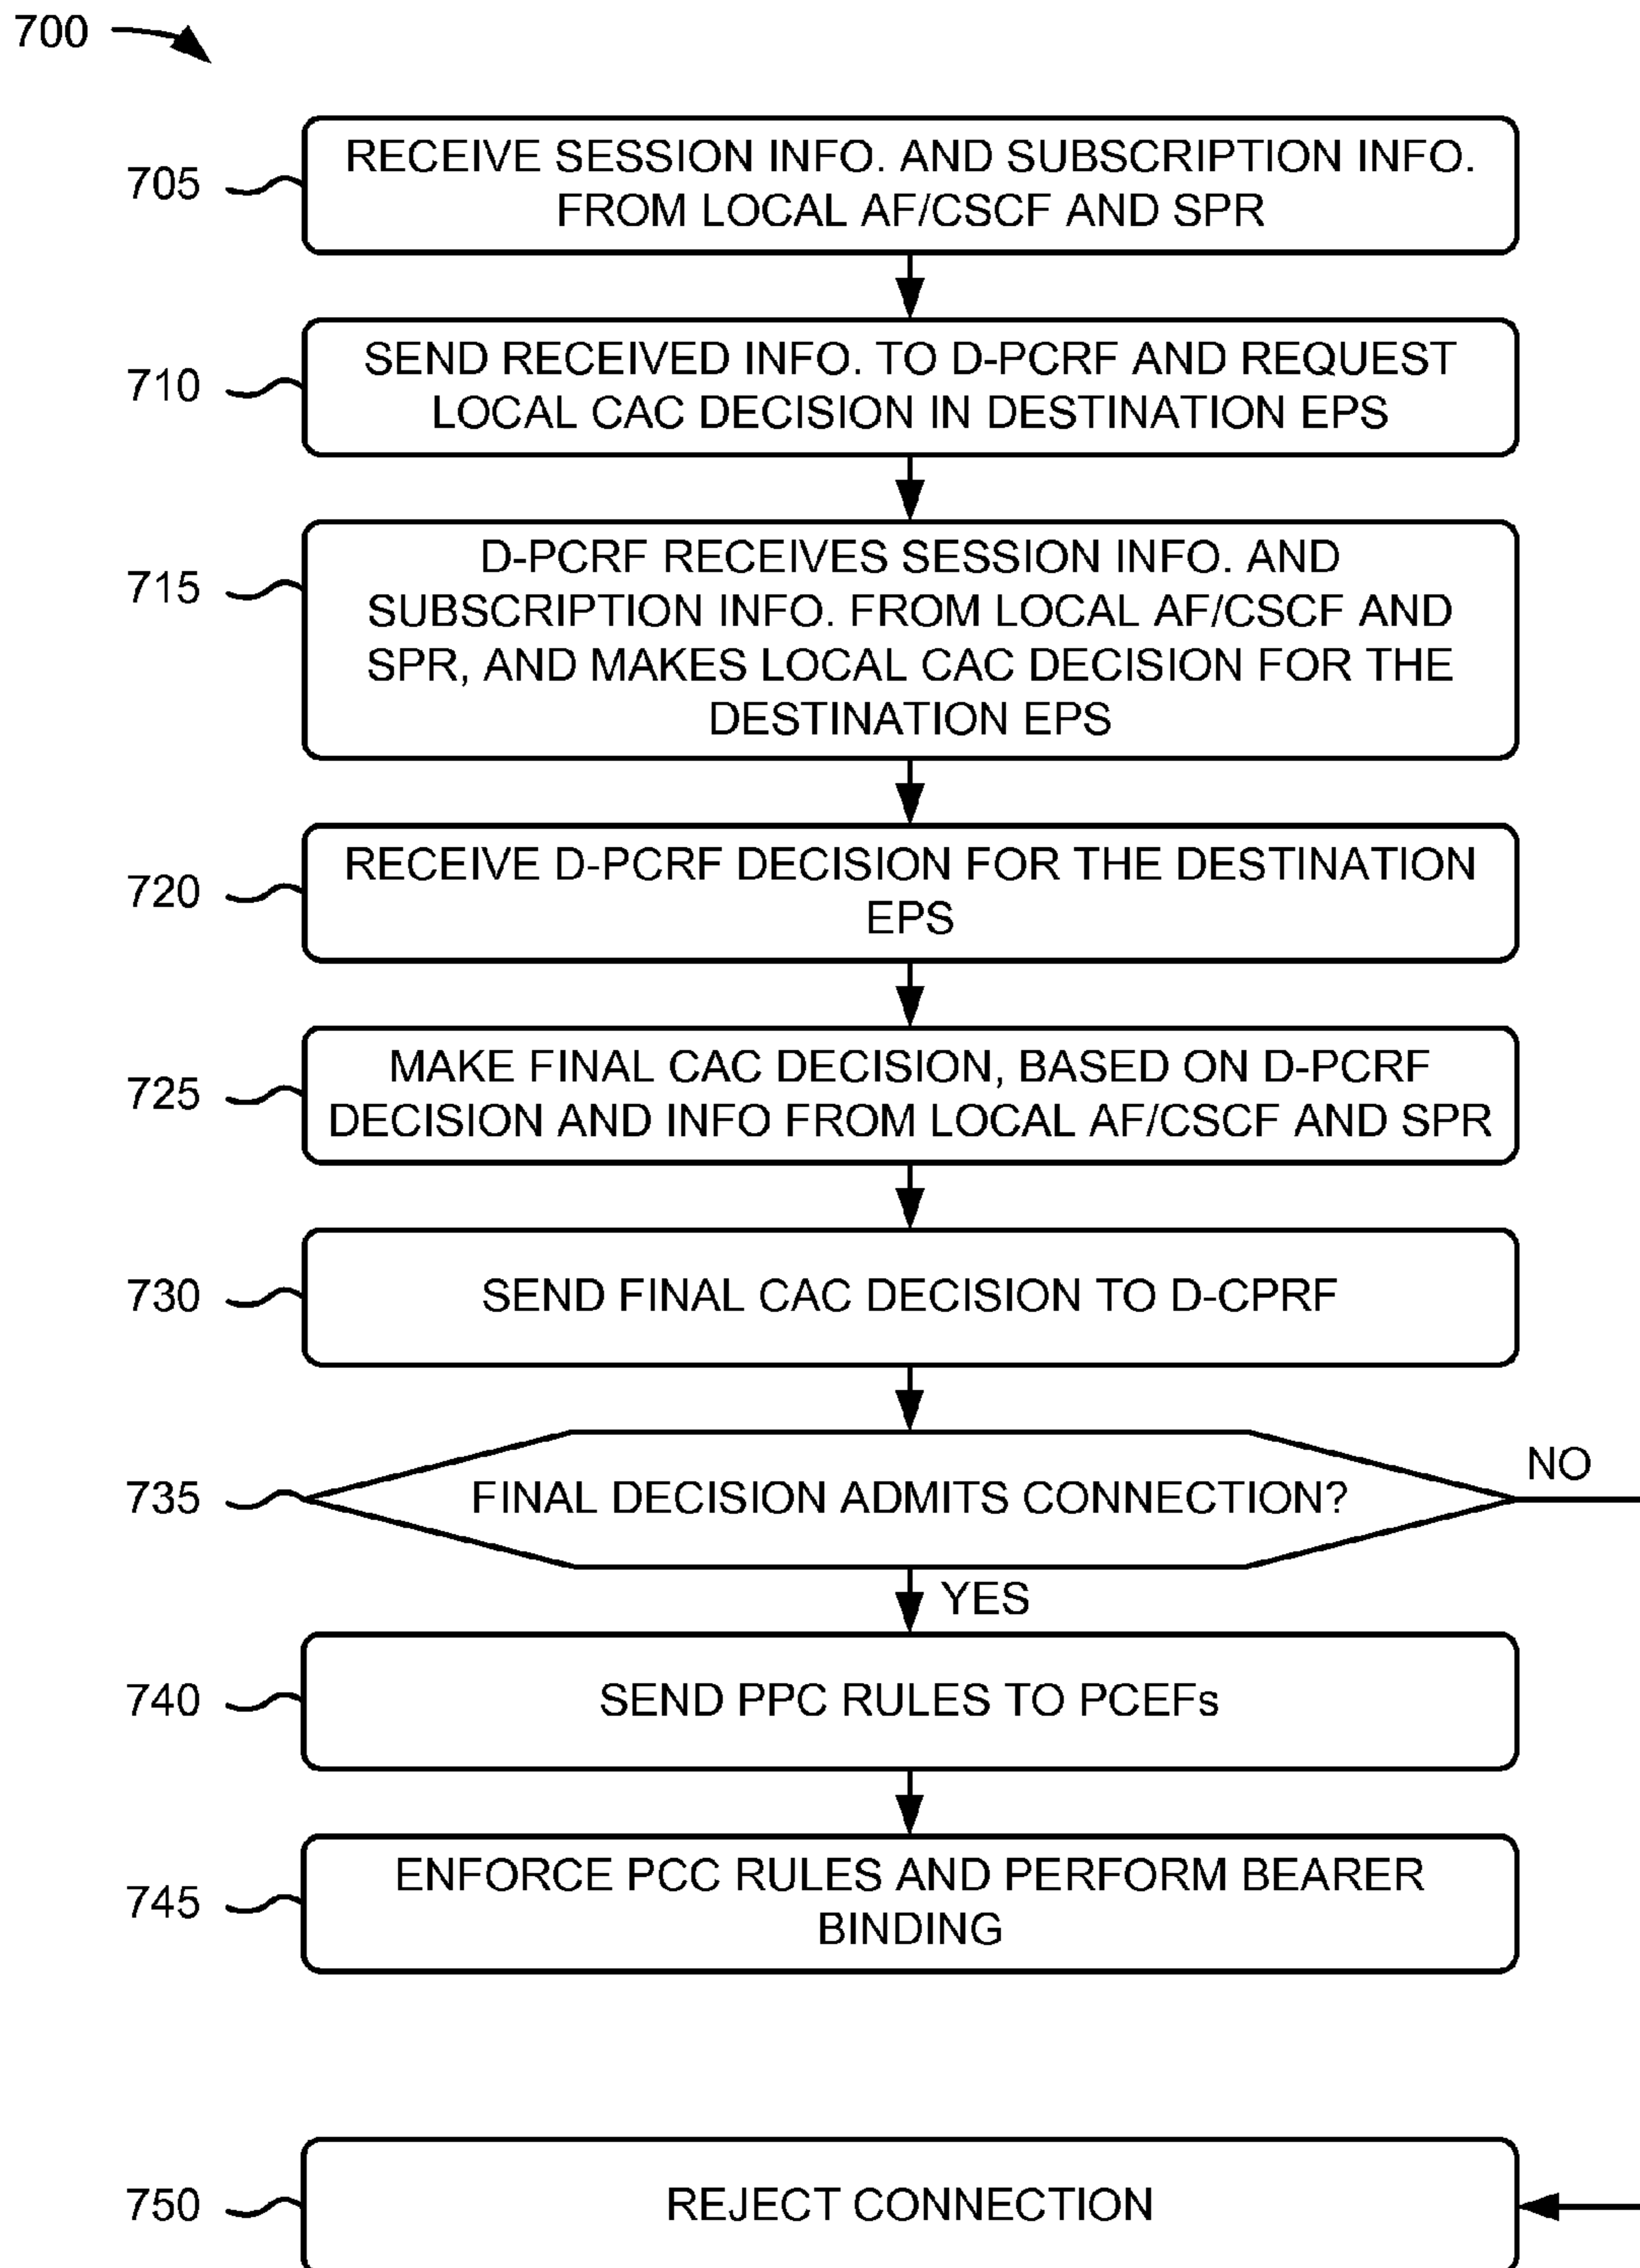 700
705
RECEIVE SESSION INFO. AND SUBSCRIPTION INFO.
FROM LOCAL AF/CSCF AND SPR
710
SEND RECEIVED INFO. TO D-PCRF AND REQUEST
LOCAL CAC DECISION IN DESTINATION EPS
715
D-PCRF RECEIVES SESSION INFO. AND
SUBSCRIPTION INFO. FROM LOCAL AF/CSCF AND
SPR, AND MAKES LOCAL CAC DECISION FOR THE
DESTINATION EPS
720
RECEIVE D-PCRF DECISION FOR THE DESTINATION
EPS
725
MAKE FINAL CAC DECISION, BASED ON D-PCRF
DECISION AND INFO FROM LOCAL AF/CSCF AND SPR
730
SEND FINAL CAC DECISION TO D-CPRF
735
FINAL DECISION ADMITS CONNECTION?
NO
YES
740
SEND PPC RULES TO PCEFs
745
ENFORCE PCC RULES AND PERFORM BEARER
BINDING
750
REJECT CONNECTION